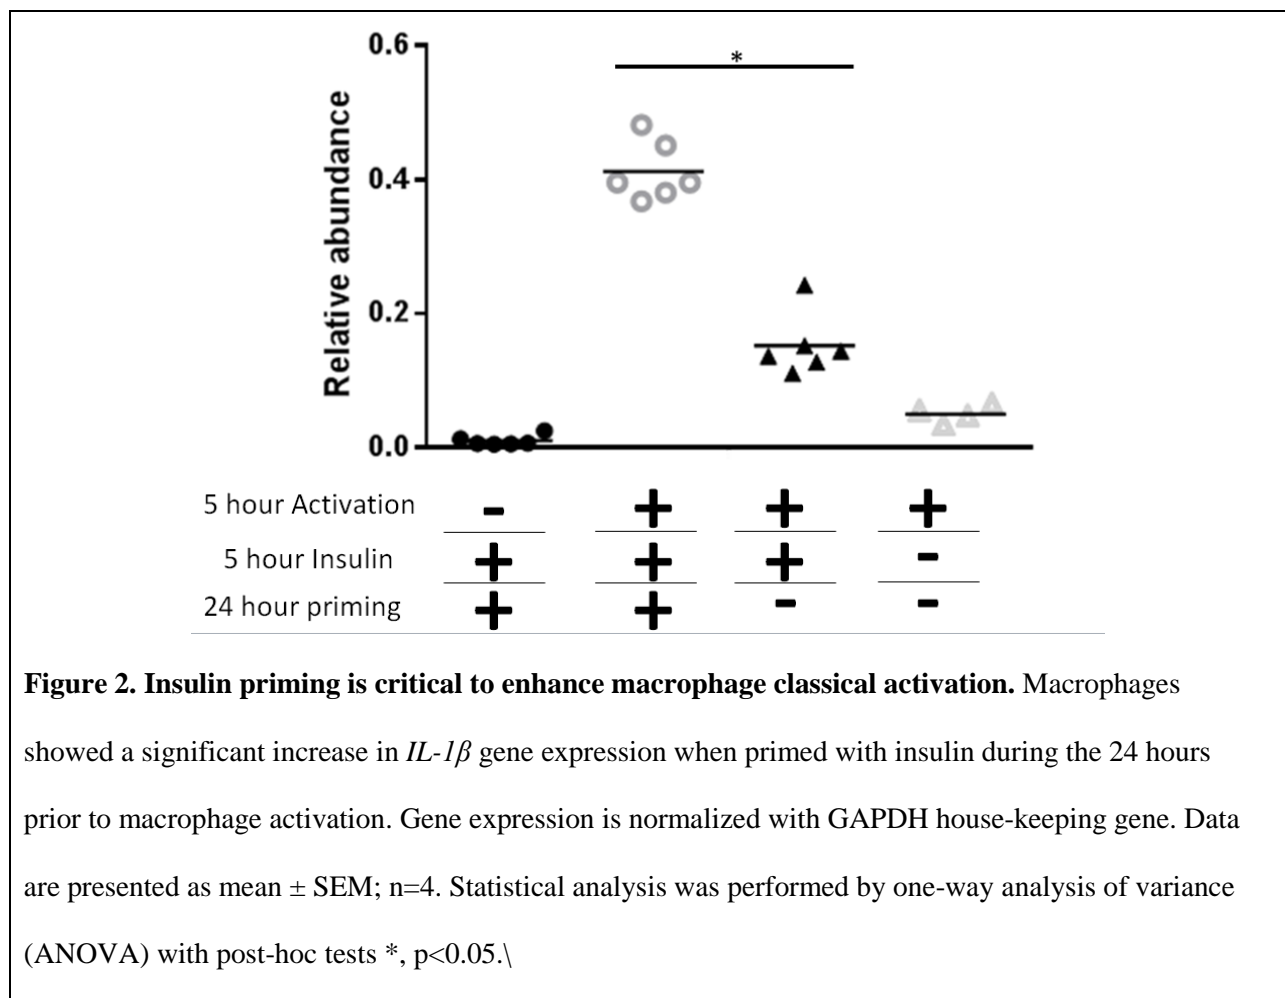 0.6
*
0.4
0.2
0.0
Relative abundance
5 hour Activation - + + +
5 hour Insulin + + + -
24 hour priming + + - -
Figure 2. Insulin priming is critical to enhance macrophage classical activation. Macrophages
showed a significant increase in IL-1β gene expression when primed with insulin during the 24 hours
prior to macrophage activation. Gene expression is normalized with GAPDH house-keeping gene. Data
are presented as mean ± SEM; n=4. Statistical analysis was performed by one-way analysis of variance
(ANOVA) with post-hoc tests *, p<0.05.\